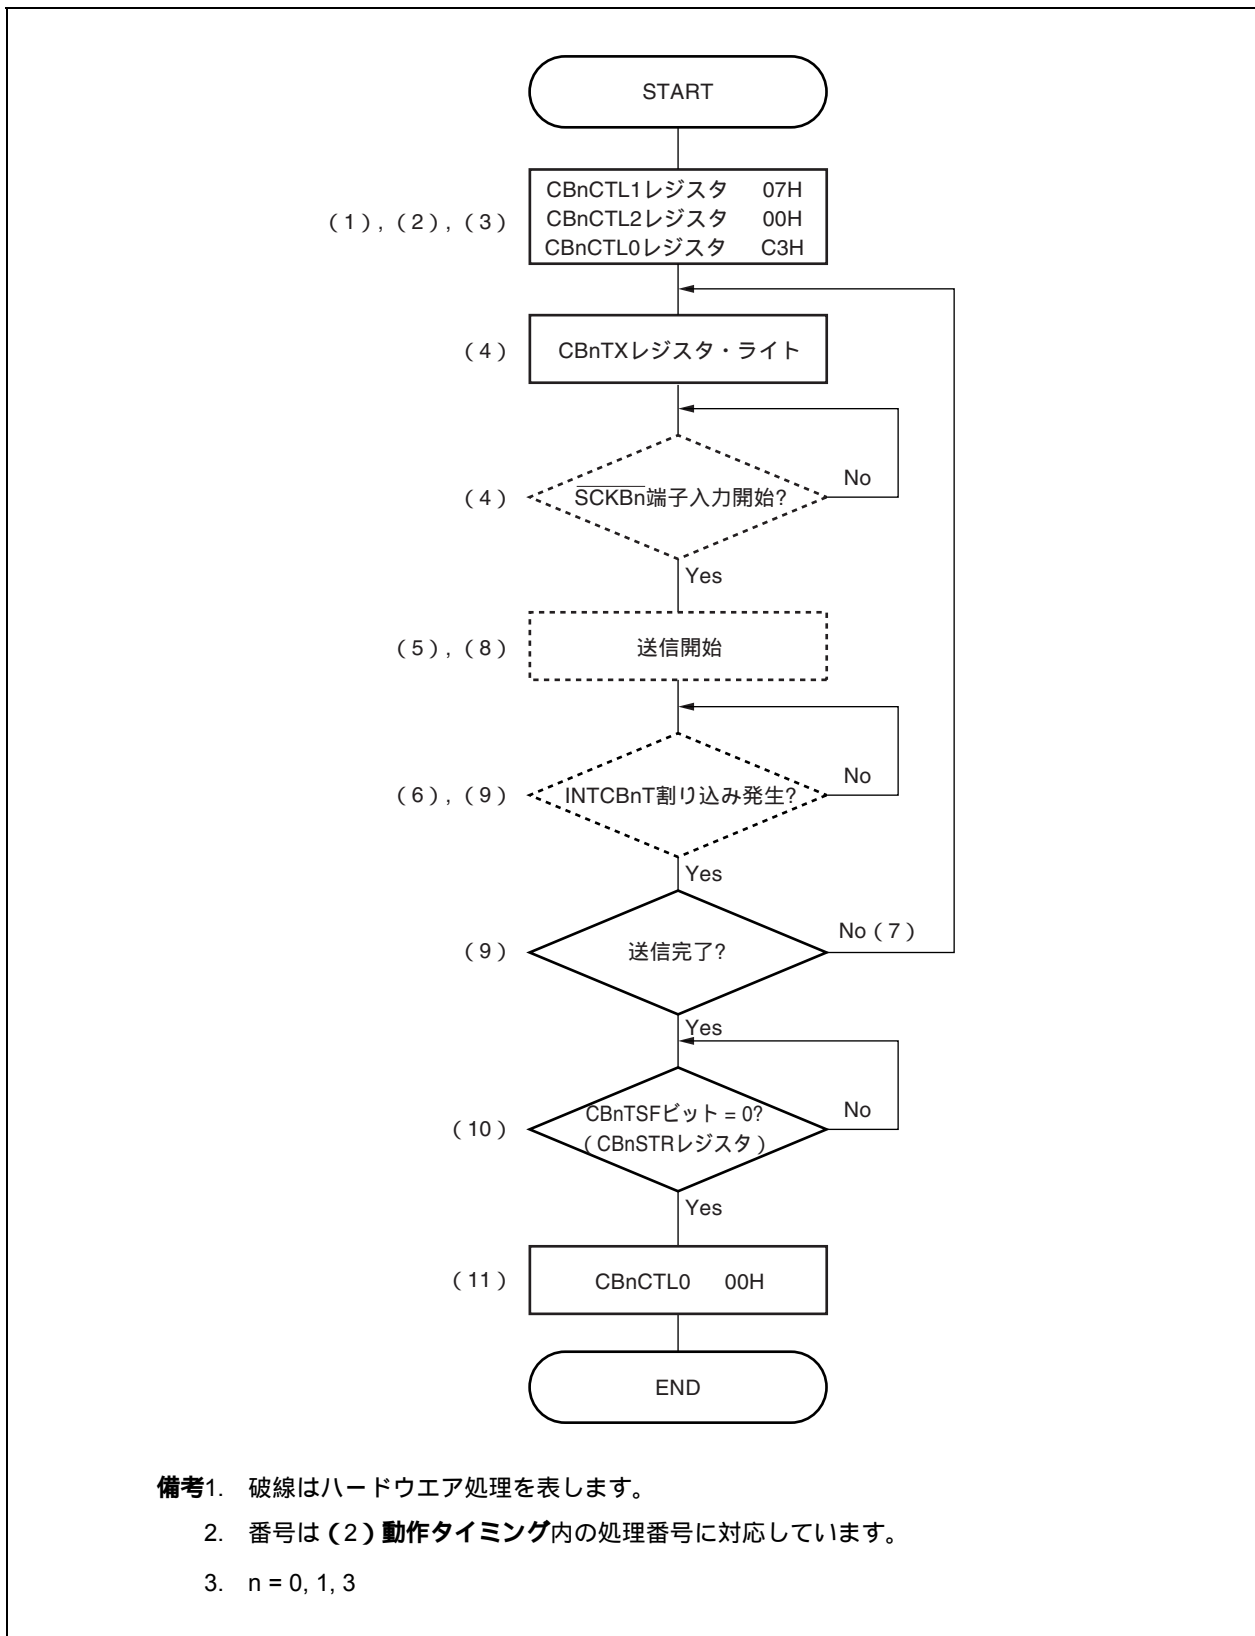 START
CBnCTL1レジスタ 07H
(1), (2), (3) CBnCTL2レジスタ 00H
CBnCTL0レジスタ C3H
(4) CBnTXレジスタ・ライト
(4) SCKBn端子入力開始? No
Yes
(5), (8) 送信開始
(6), (9) INTCBnT割り込み発生? No
Yes
(9) 送信完了? No (7)
Yes
CBnTSFビット = 0? No
(10) (CBnSTRレジスタ)
Yes
(11) CBnCTL0 00H
END
備考1. 破線はハードウエア処理を表します。
2. 番号は(2)動作タイミング内の処理番号に対応しています。
3. n = 0, 1, 3